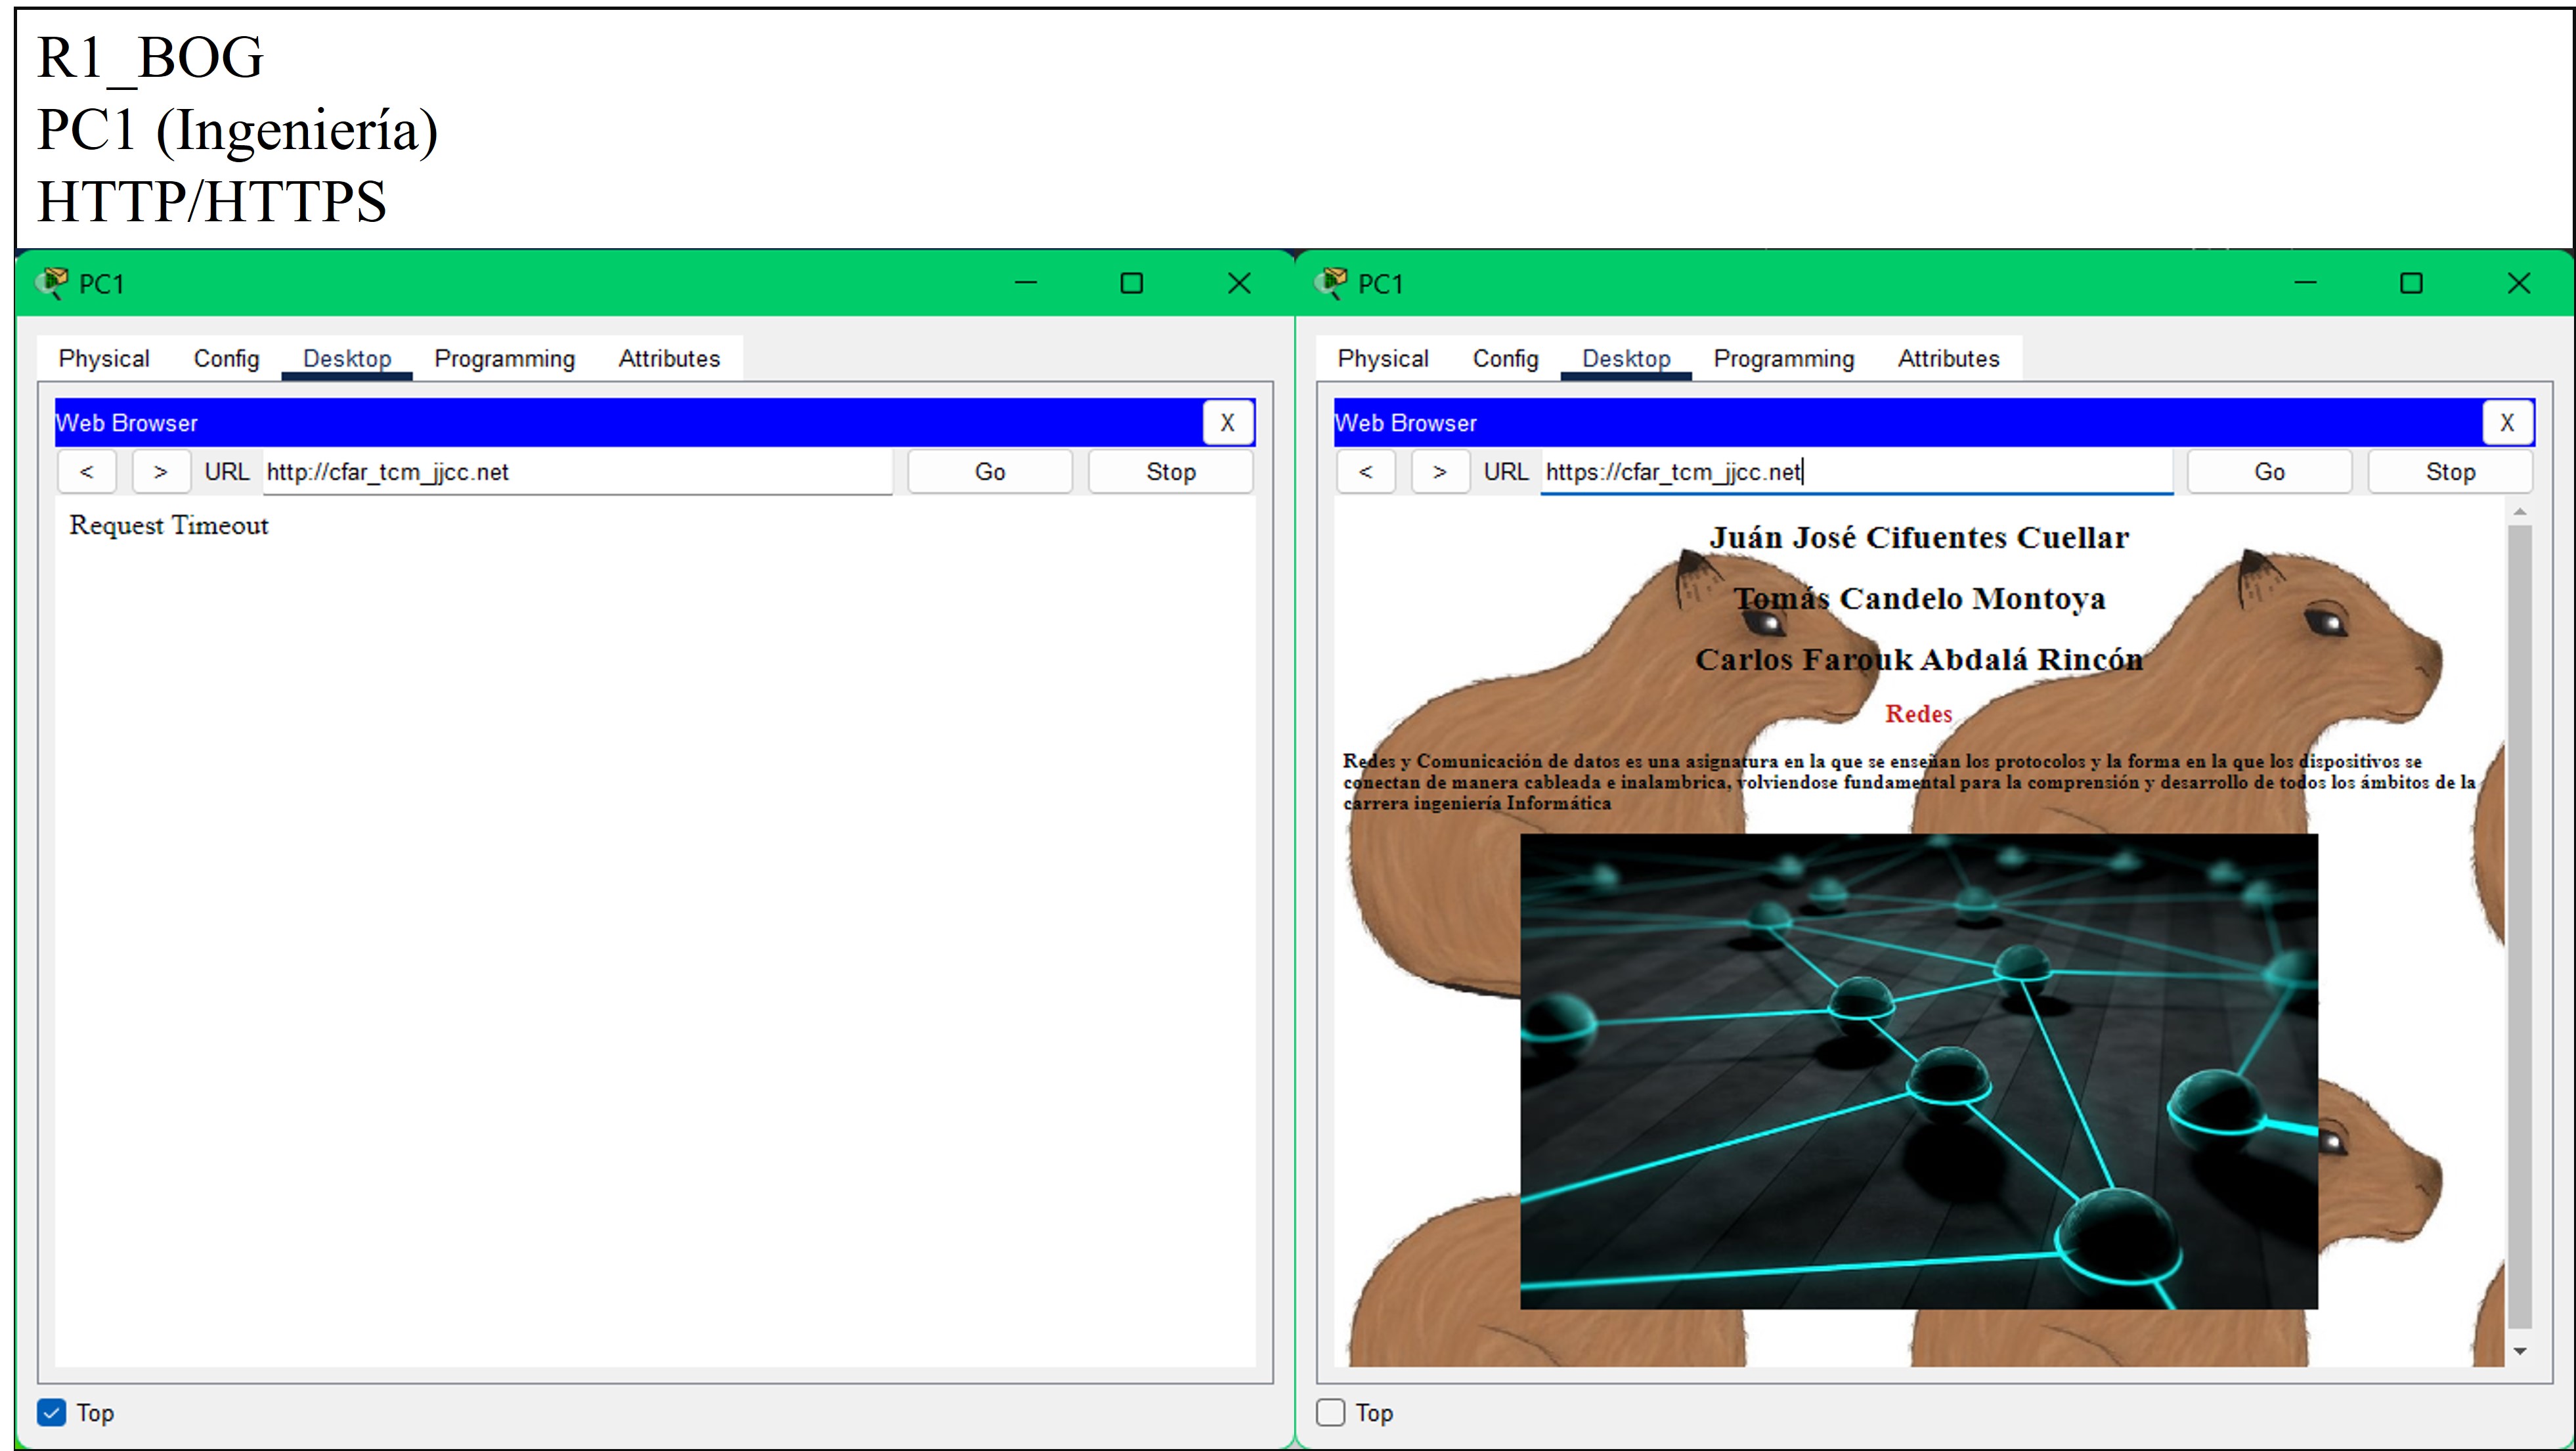 R1_BOG
PC1 (Ingeniería)
HTTP/HTTPS
PC1
Physical Config Desktop Programming Attributes
Web Browser X
< > URL http://cfar_tcm_jjcc.net Go Stop
Request Timeout
Top
PC1
Physical Config Desktop Programming Attributes
Web Browser X
< > URL https://cfar_tcm_jjcc.net Go Stop
Juán José Cifuentes Cuellar
Tomás Candelo Montoya
Carlos Farouk Abdalá Rincón
Redes
Redes y Comunicación de datos es una asignatura en la que se enseñan los protocolos y la forma en la que los dispositivos se
conectan de manera cableada e inalambrica, volviendose fundamental para la comprensión y desarrollo de todos los ámbitos de la
carrera ingeniería Informática
Top